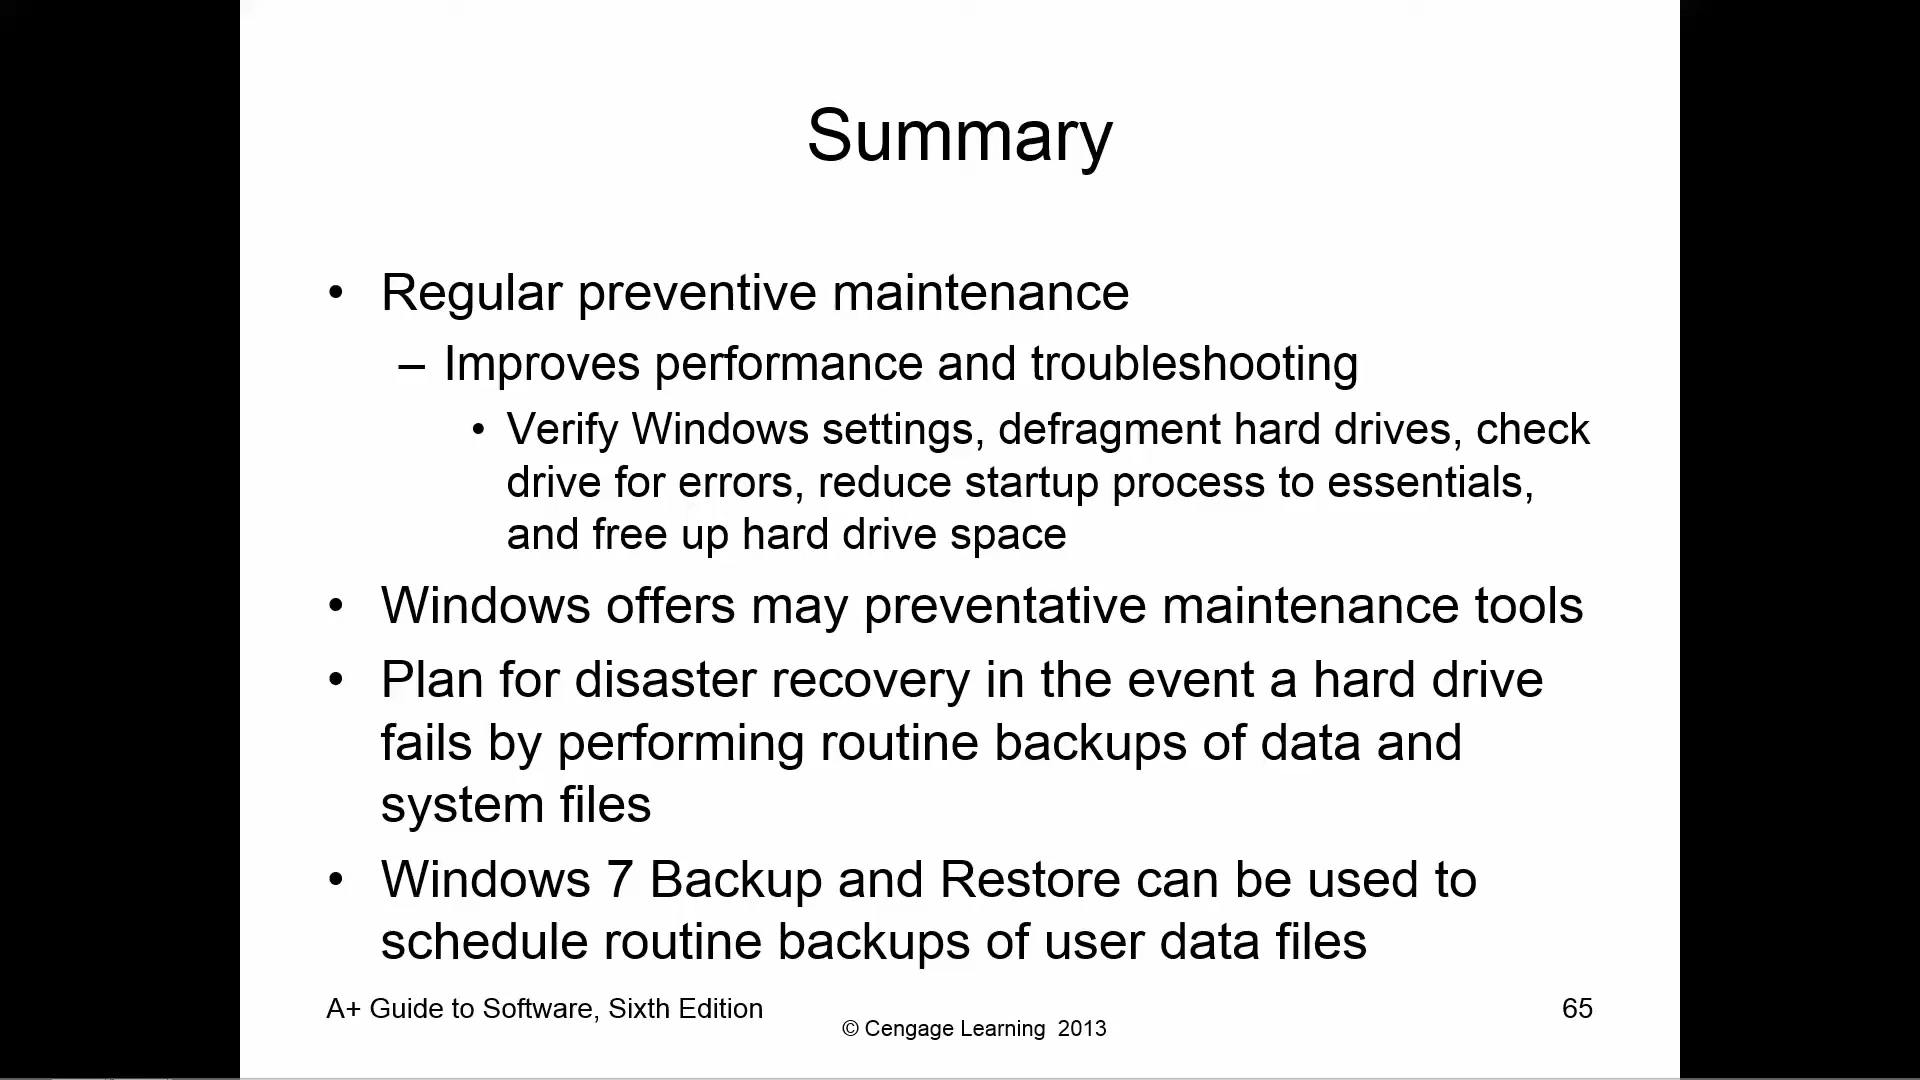 Summary
• Regular preventive maintenance
– Improves performance and troubleshooting
• Verify Windows settings, defragment hard drives, check
drive for errors, reduce startup process to essentials,
and free up hard drive space
• Windows offers may preventative maintenance tools
• Plan for disaster recovery in the event a hard drive
fails by performing routine backups of data and
system files
• Windows 7 Backup and Restore can be used to
schedule routine backups of user data files
A+ Guide to Software, Sixth Edition
© Cengage Learning 2013
65